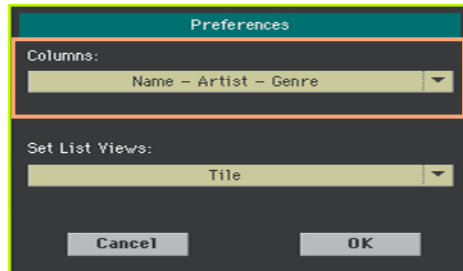 Preferences
Columns:
Name – Artist – Genre
Set List Views:
Tile
Cancel OK